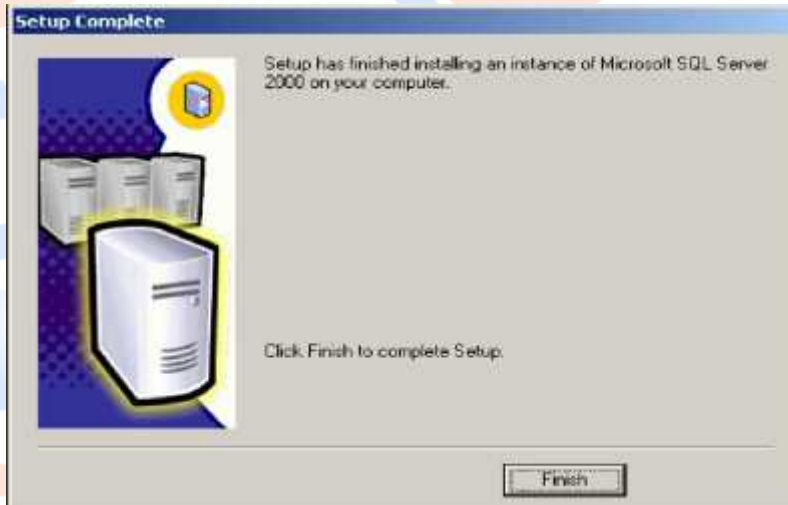 Setup Complete
Setup has finished installing an instance of Microsoft SQL Server
2000 on your computer.
Click Finish to complete Setup.
Finish